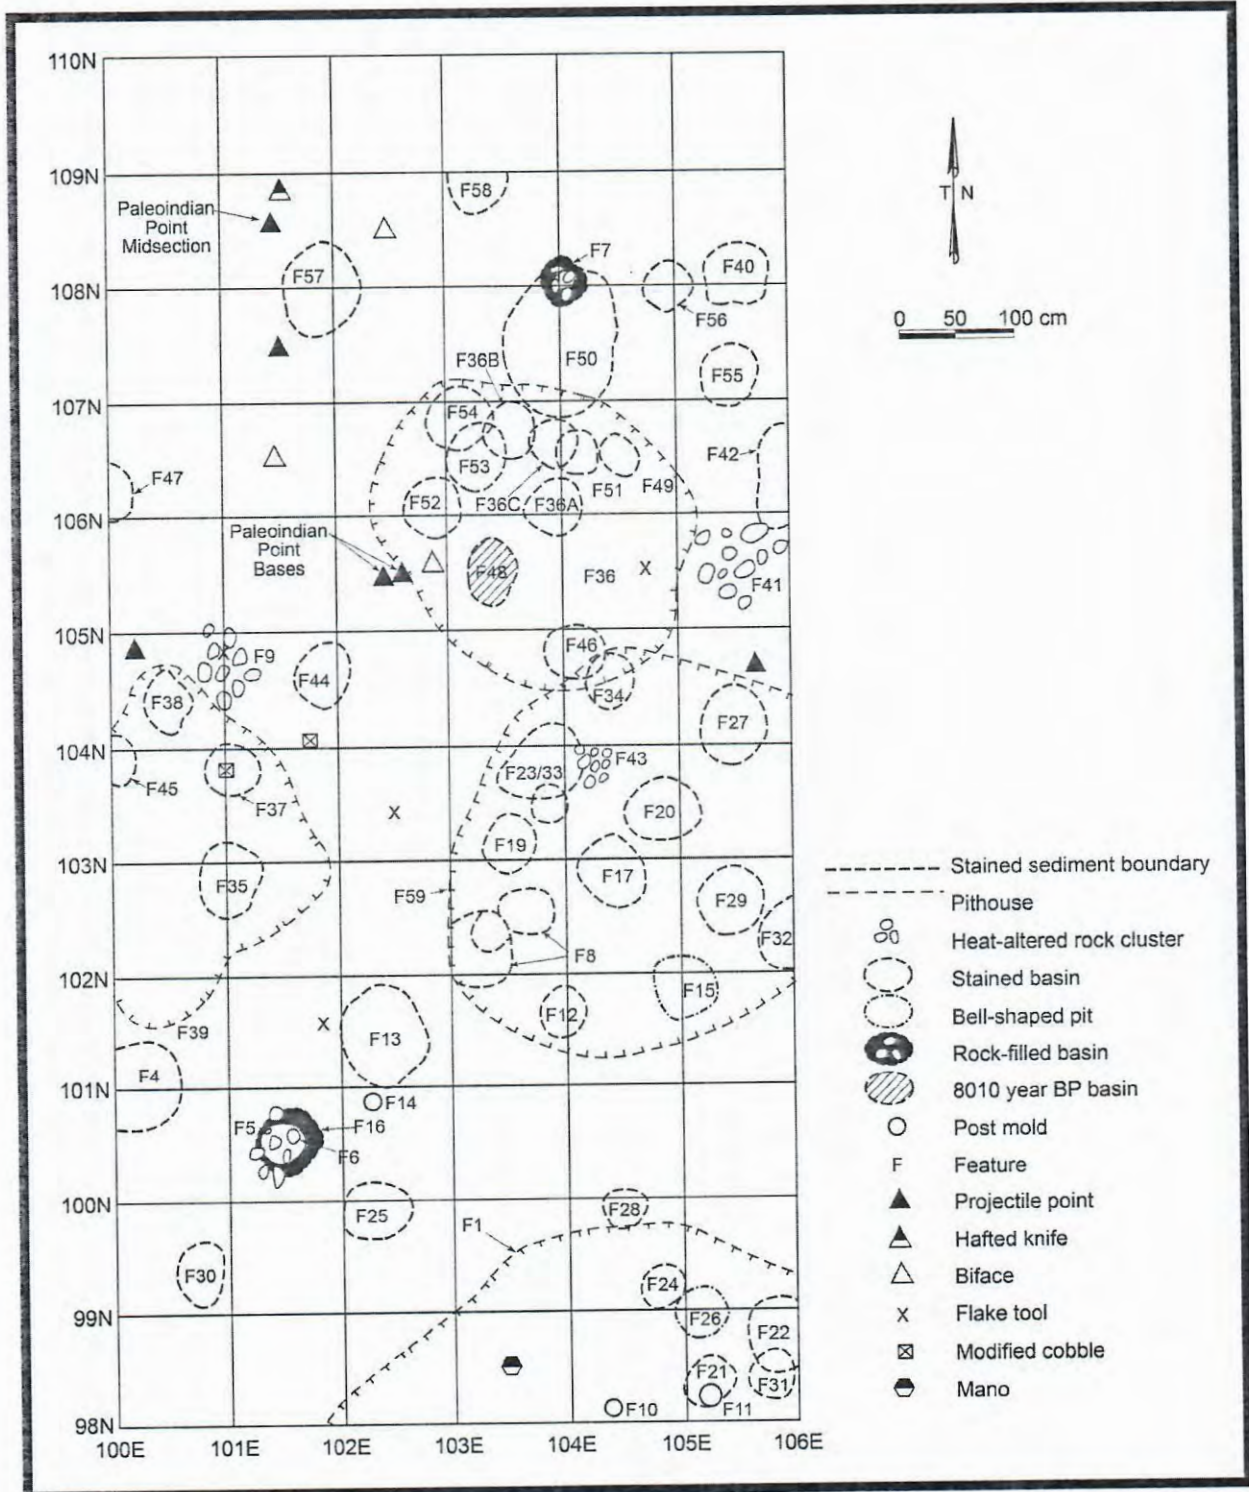 110N
109N
F58
Paleoindian
Point
Midsection
T N
F7
F57
F40
108N
F56
0 50 100 cm
F36B
F50
F55
107N
F54
F42
F47
F53
F51
F49
F52
F36C
F36A
106N
Paleoindian
Point
Bases
F48
F36
F41
105N
F9
F46
F44
F34
F38
F27
104N
F43
F45
F23/33
F37
F20
F19
103N
F35
F17
F59
F29
F32
F8
102N
F15
F12
F39
F13
F4
101N
F14
F5
F16
F6
100N
F25
F28
F1
F30
F24
99N
F26
F22
F21
F31
98N
F10
F11
100E 101E 102E 103E 104E 105E 106E
Stained sediment boundary
Pithouse
Heat-altered rock cluster
Stained basin
Bell-shaped pit
Rock-filled basin
8010 year BP basin
Post mold
F Feature
Projectile point
Hafted knife
Biface
X Flake tool
Modified cobble
Mano